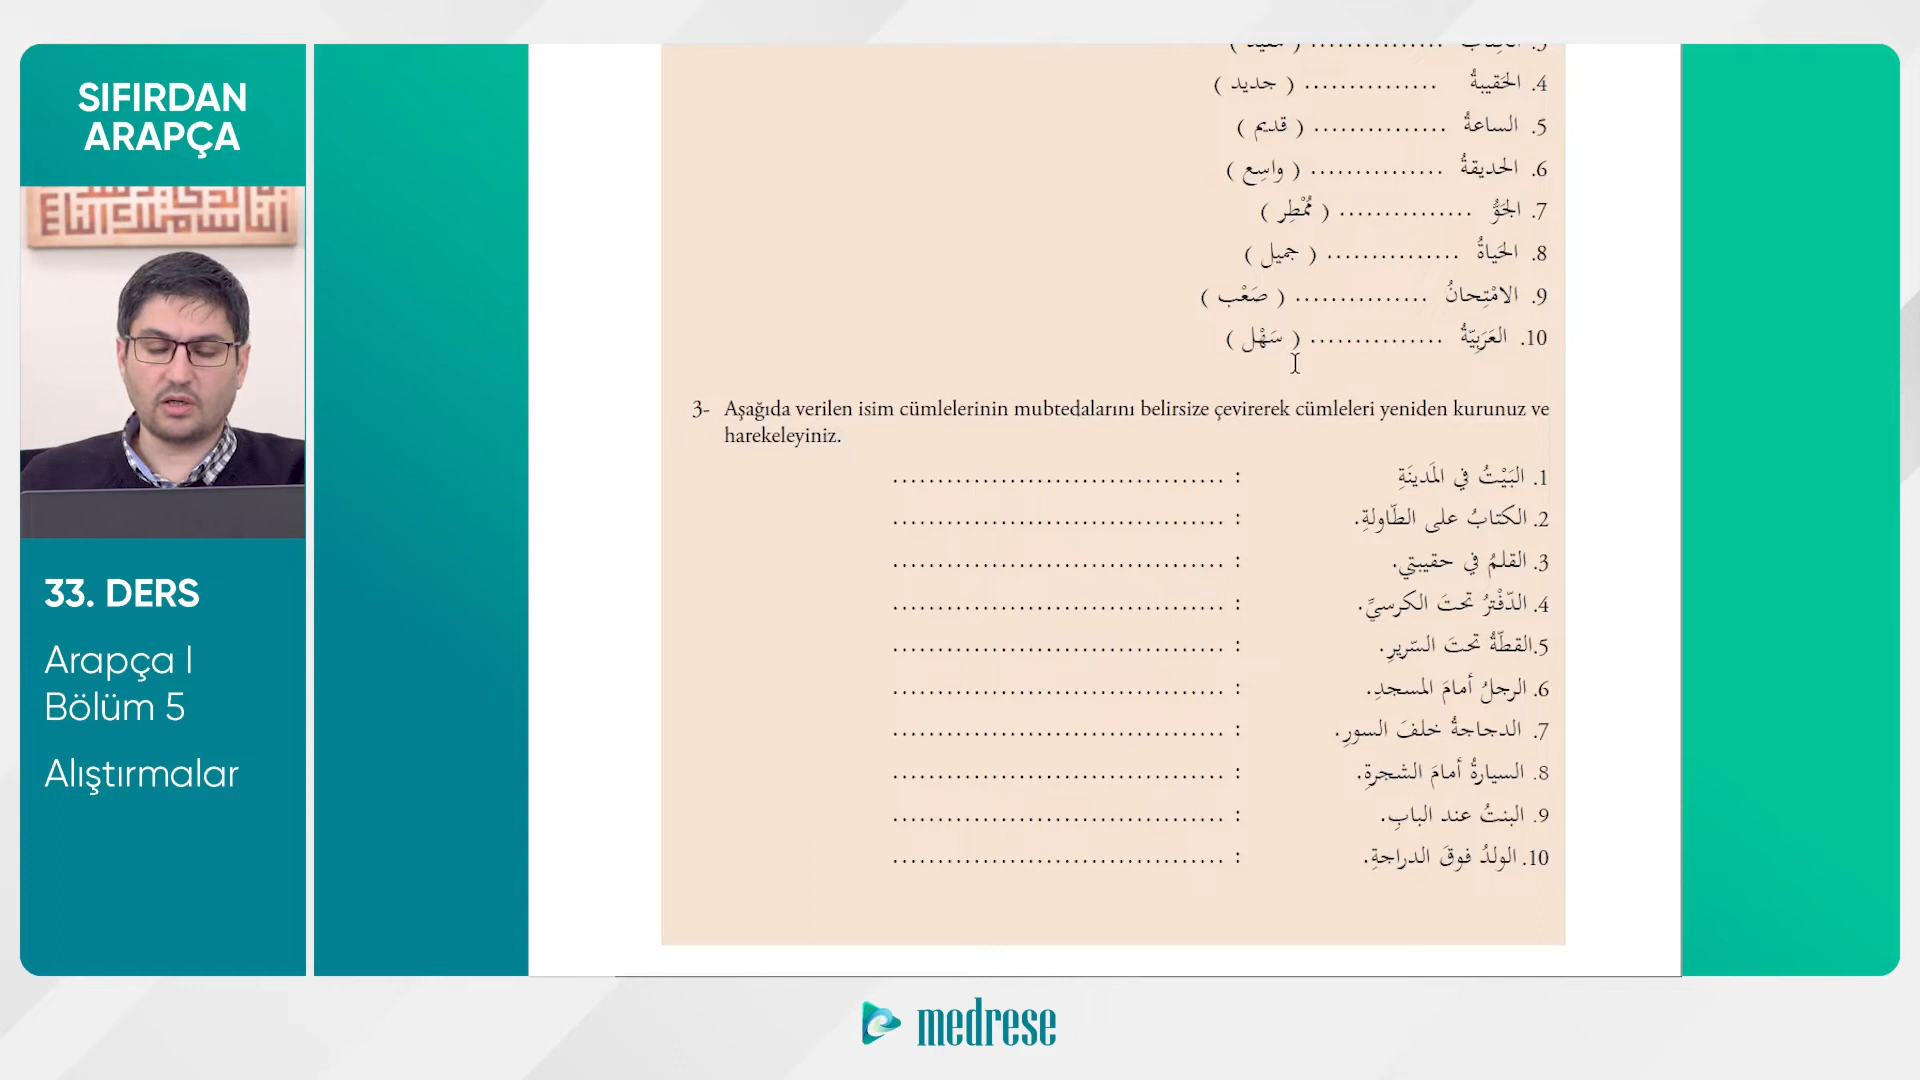 SIFIRDAN
ARAPÇA
33. DERS
Arapça I
Bölüm 5
Alıştırmalar
4. الحَقيبةُ ............... ( جديد )
5. الساعةُ ............... ( قديم )
6. الحديقةُ ............... ( واسِع )
7. الجَوُّ ............... ( مُمْطِر )
8. الحَياةُ ............... ( جميل )
9. الامْتِحانُ ............... ( صَعْب )
10. العَرَبِيّةُ ............... ( سَهْل )
3- Aşağıda verilen isim cümlelerinin mubtedalarını belirsize çevirerek cümleleri yeniden kurunuz ve
harekeleyiniz.
1. البَيْتُ في المَدينَةِ : .....................................
2. الكتابُ على الطّاولةِ. : .....................................
3. القلمُ في حقيبتي. : .....................................
4. الدّفْترُ تحتَ الكرسيِّ. : .....................................
5.القطّةُ تحتَ السّريرِ. : .....................................
6. الرجلُ أمامَ المسجدِ. : .....................................
7. الدجاجةُ خلفَ السورِ. : .....................................
8. السيارةُ أمامَ الشجرةِ. : .....................................
9. البنتُ عند البابِ. : .....................................
10. الولدُ فوقَ الدراجةِ. : .....................................
medrese